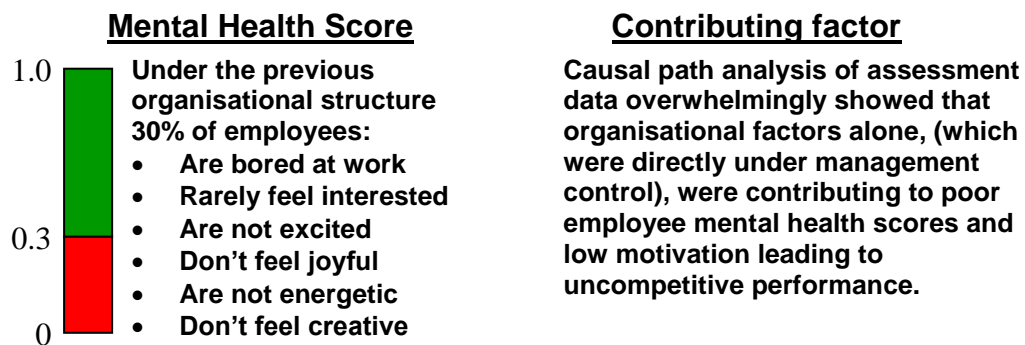 Mental Health Score
1.0
0.3
0
Under the previous
organisational structure
30% of employees:
• Are bored at work
• Rarely feel interested
• Are not excited
• Don't feel joyful
• Are not energetic
• Don't feel creative
Contributing factor
Causal path analysis of assessment
data overwhelmingly showed that
organisational factors alone, (which
were directly under management
control), were contributing to poor
employee mental health scores and
low motivation leading to
uncompetitive performance.